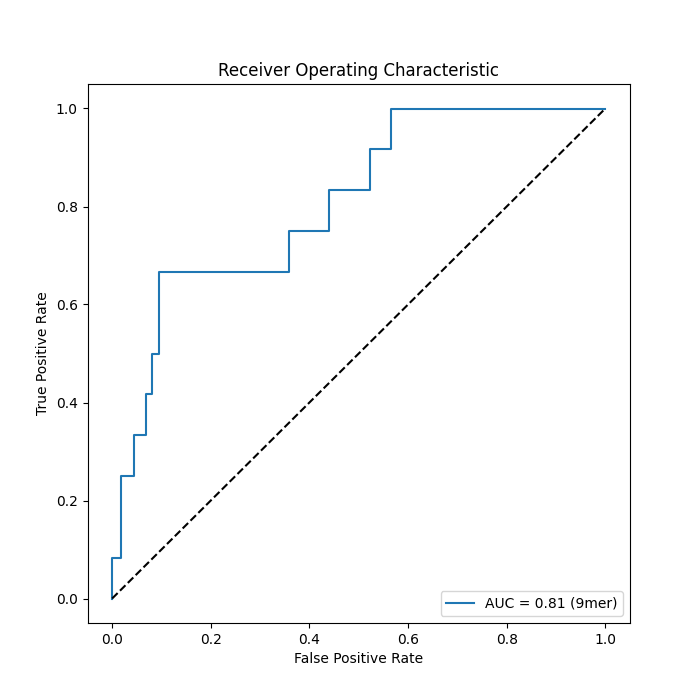 Receiver Operating Characteristic
True Positive Rate
1.0
0.8
0.6
0.4
0.2
0.0
AUC = 0.81 (9mer)
0.0 0.2 0.4 0.6 0.8 1.0
False Positive Rate